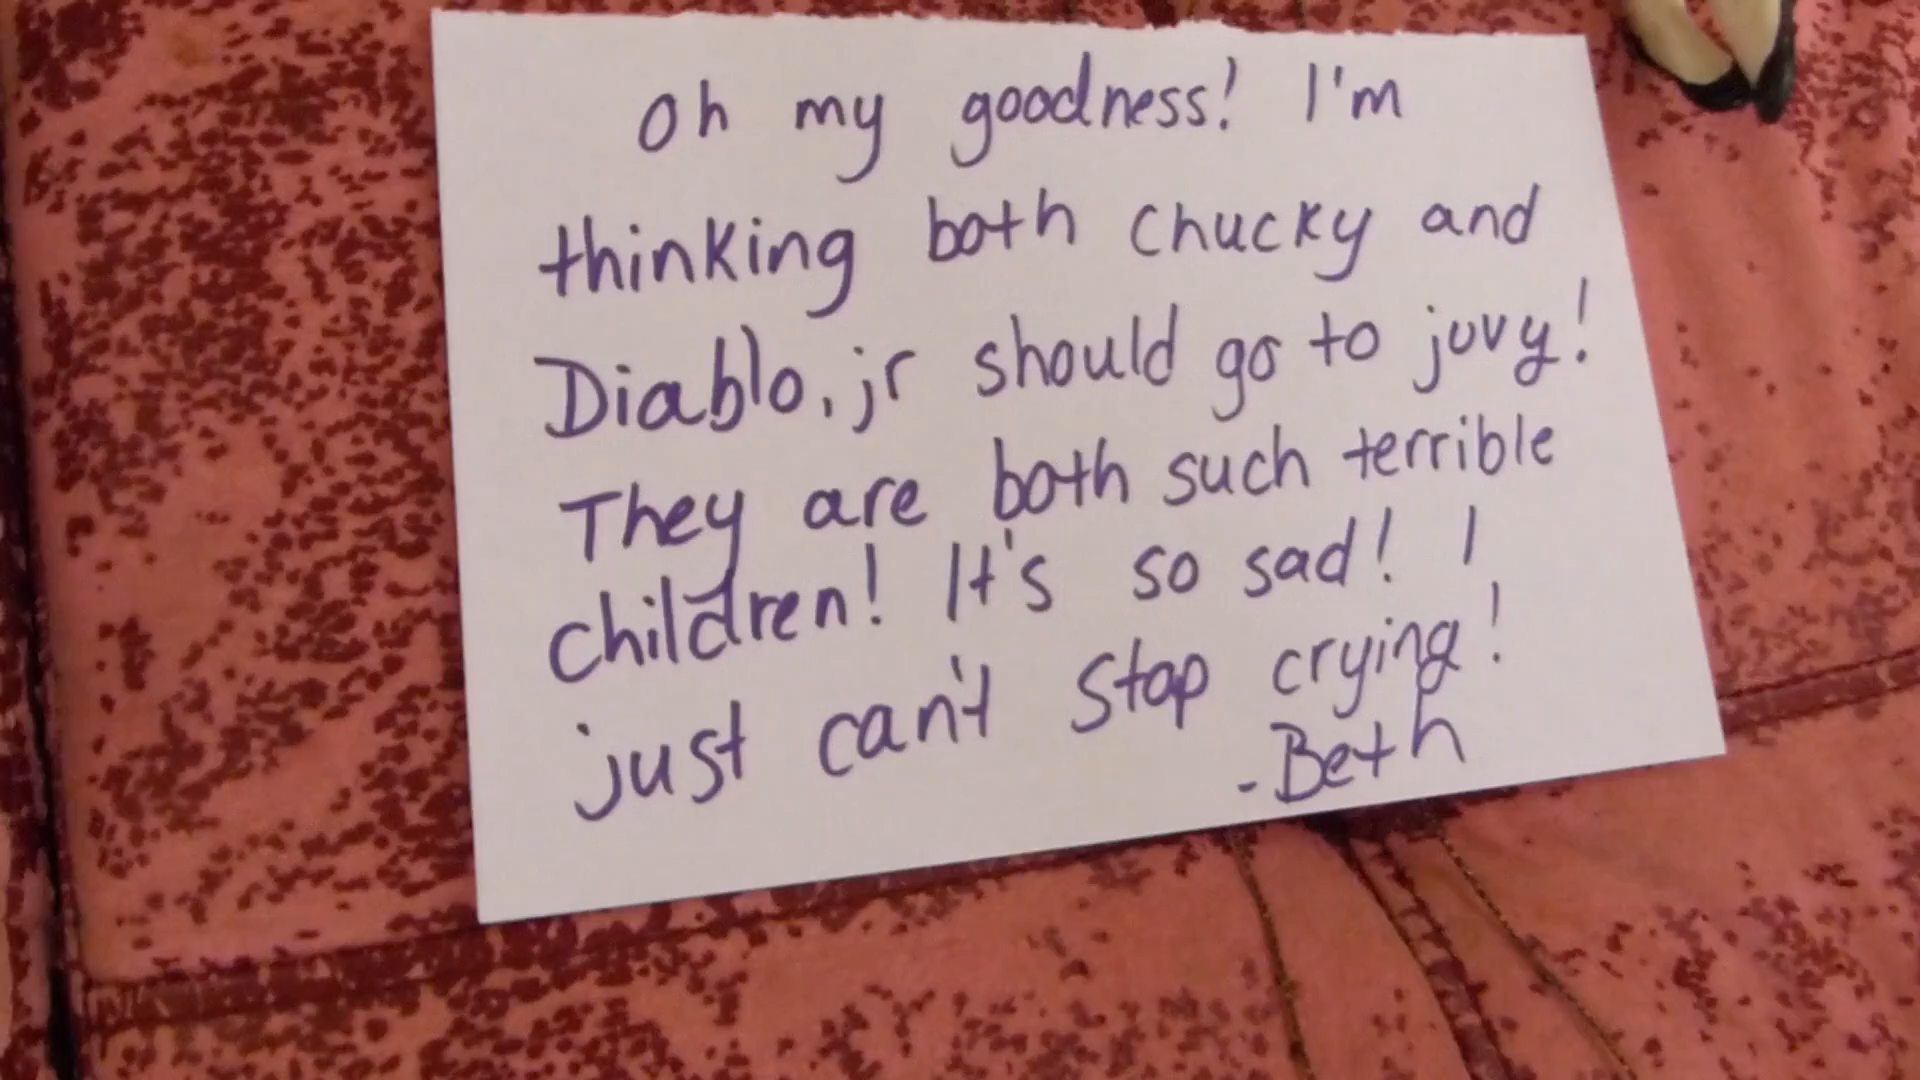 Oh my goodness! I'm
thinking both Chucky and
Diablo, jr should go to juvy!
They are both such terrible
children! It's so sad! I
just can't stop crying!
-Beth